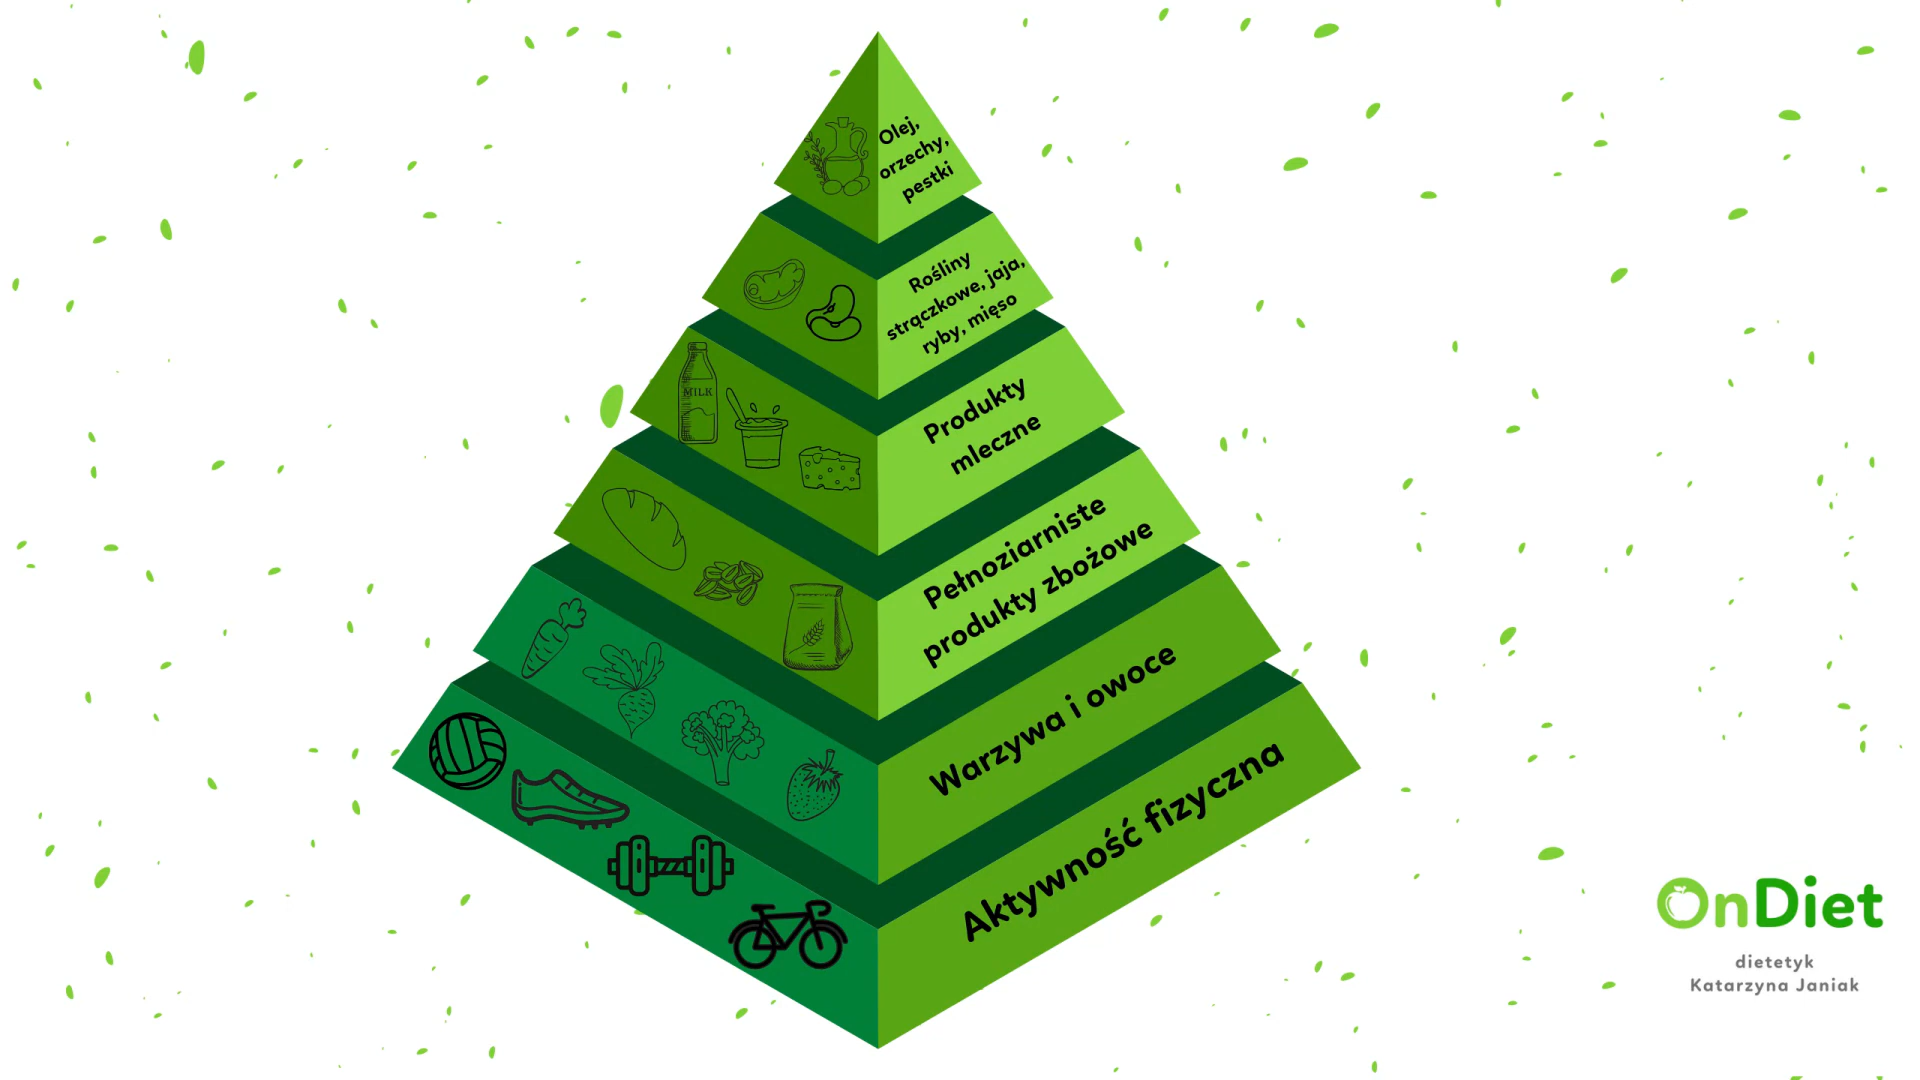 Olej,
orzechy,
pestki
Rośliny
strączkowe, jaja,
ryby, mięso
MILK
Produkty
mleczne
Pełnoziarniste
produkty zbożowe
Warzywa i owoce
Aktywność fizyczna
OnDiet
dietetyk
Katarzyna Janiak